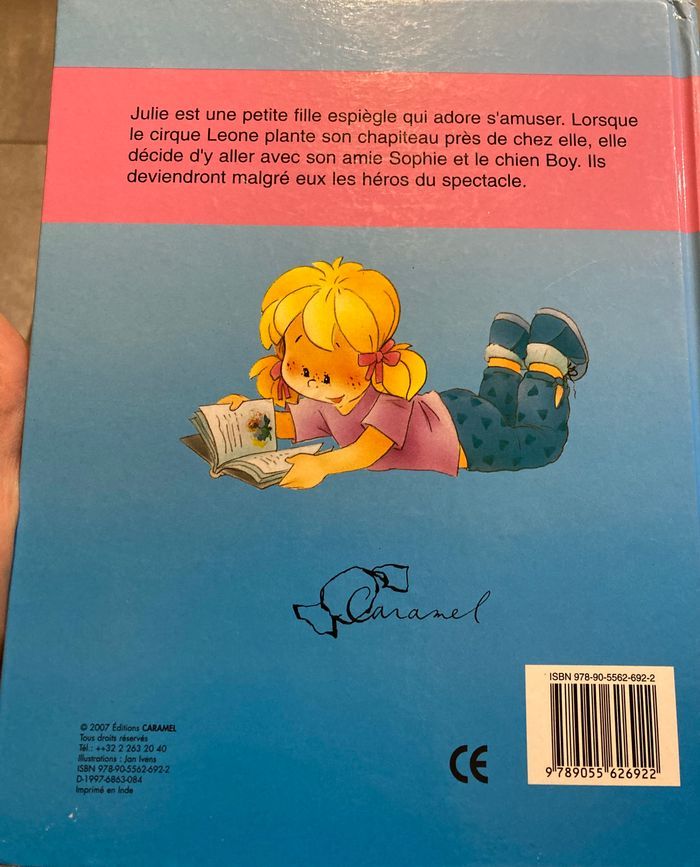 Julie est une petite fille espiègle qui adore s'amuser. Lorsque
le cirque Leone plante son chapiteau près de chez elle, elle
décide d'y aller avec son amie Sophie et le chien Boy. Ils
deviendront malgré eux les héros du spectacle.
Caramel
© 2007 Éditions CARAMEL
Tous droits réservés
Tél.: ++32 2 263 20 40
Illustrations : Jan Ivens
ISBN 978-90-5562-692-2
D-1997-6863-084
Imprimé en Inde
CE
ISBN 978-90-5562-692-2
9 789055 626922